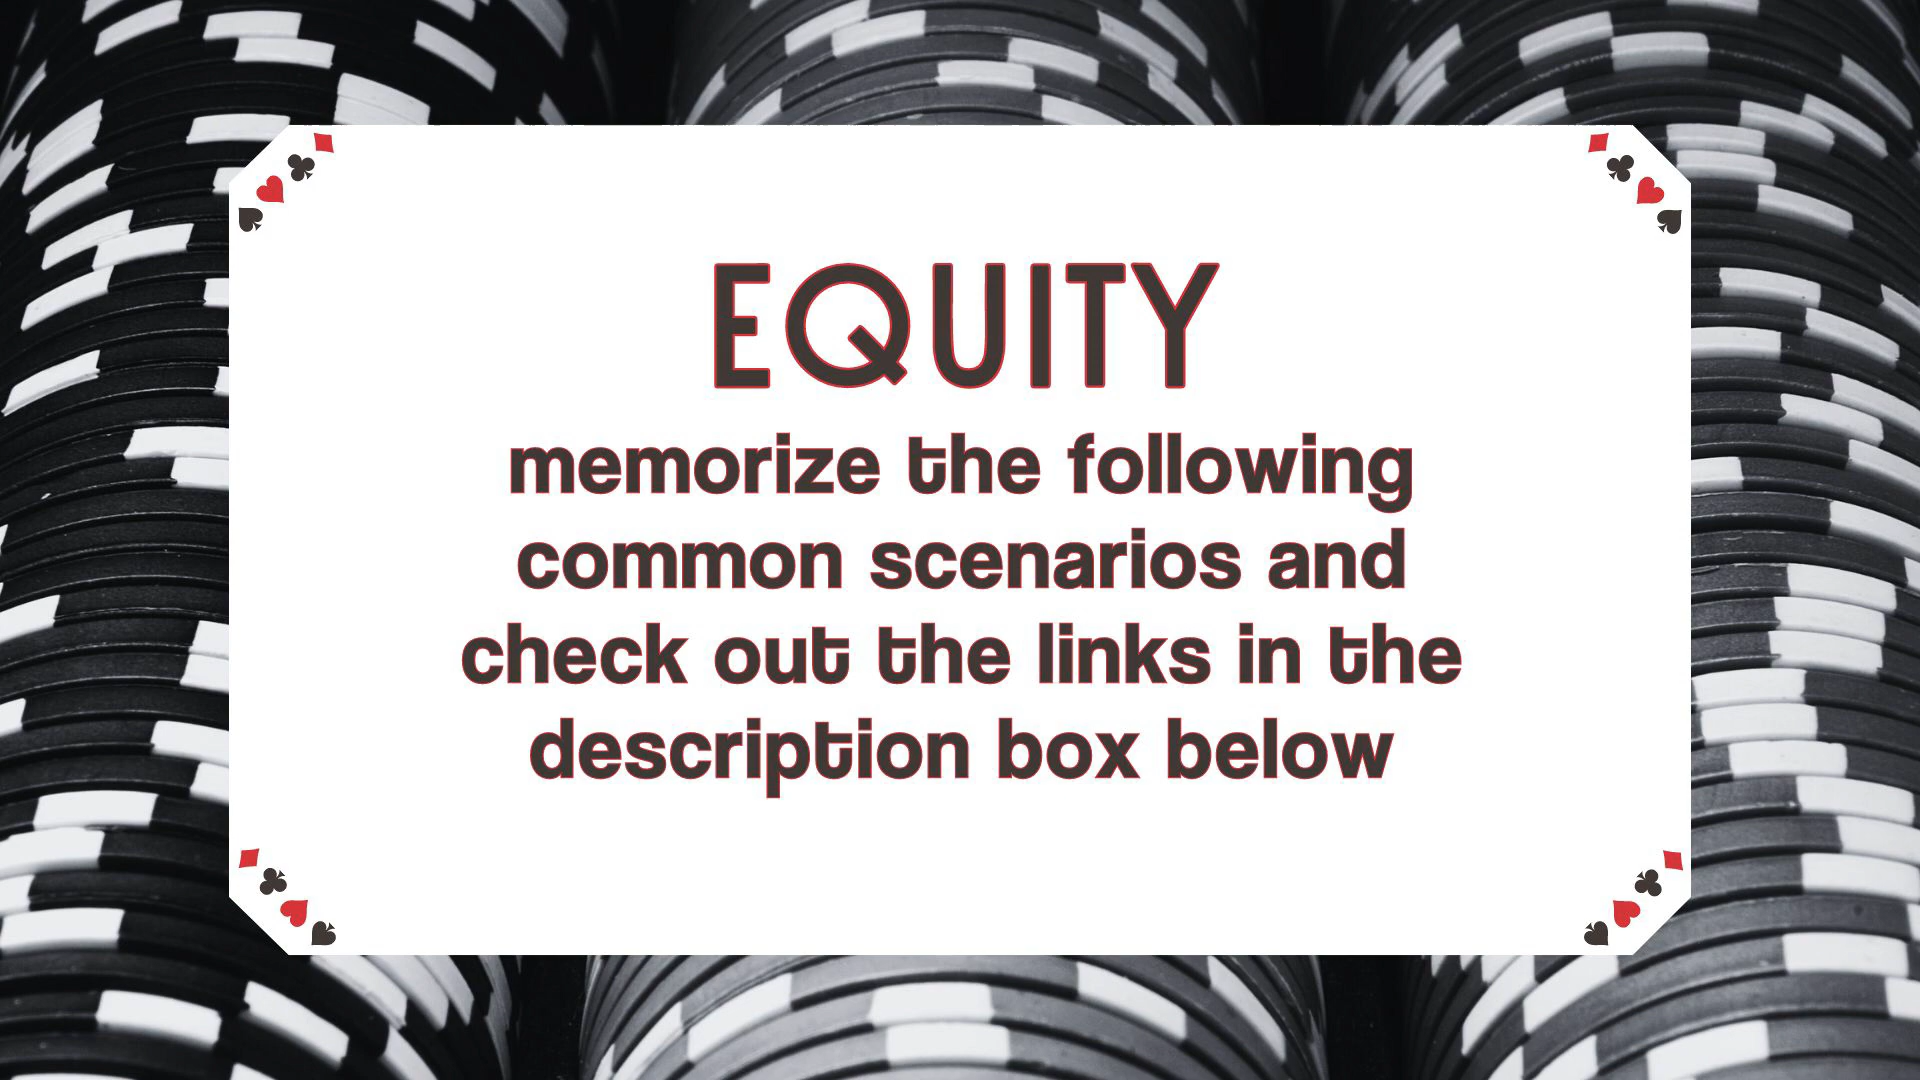 EQUITY
memorize the following
common scenarios and
check out the links in the
description box below